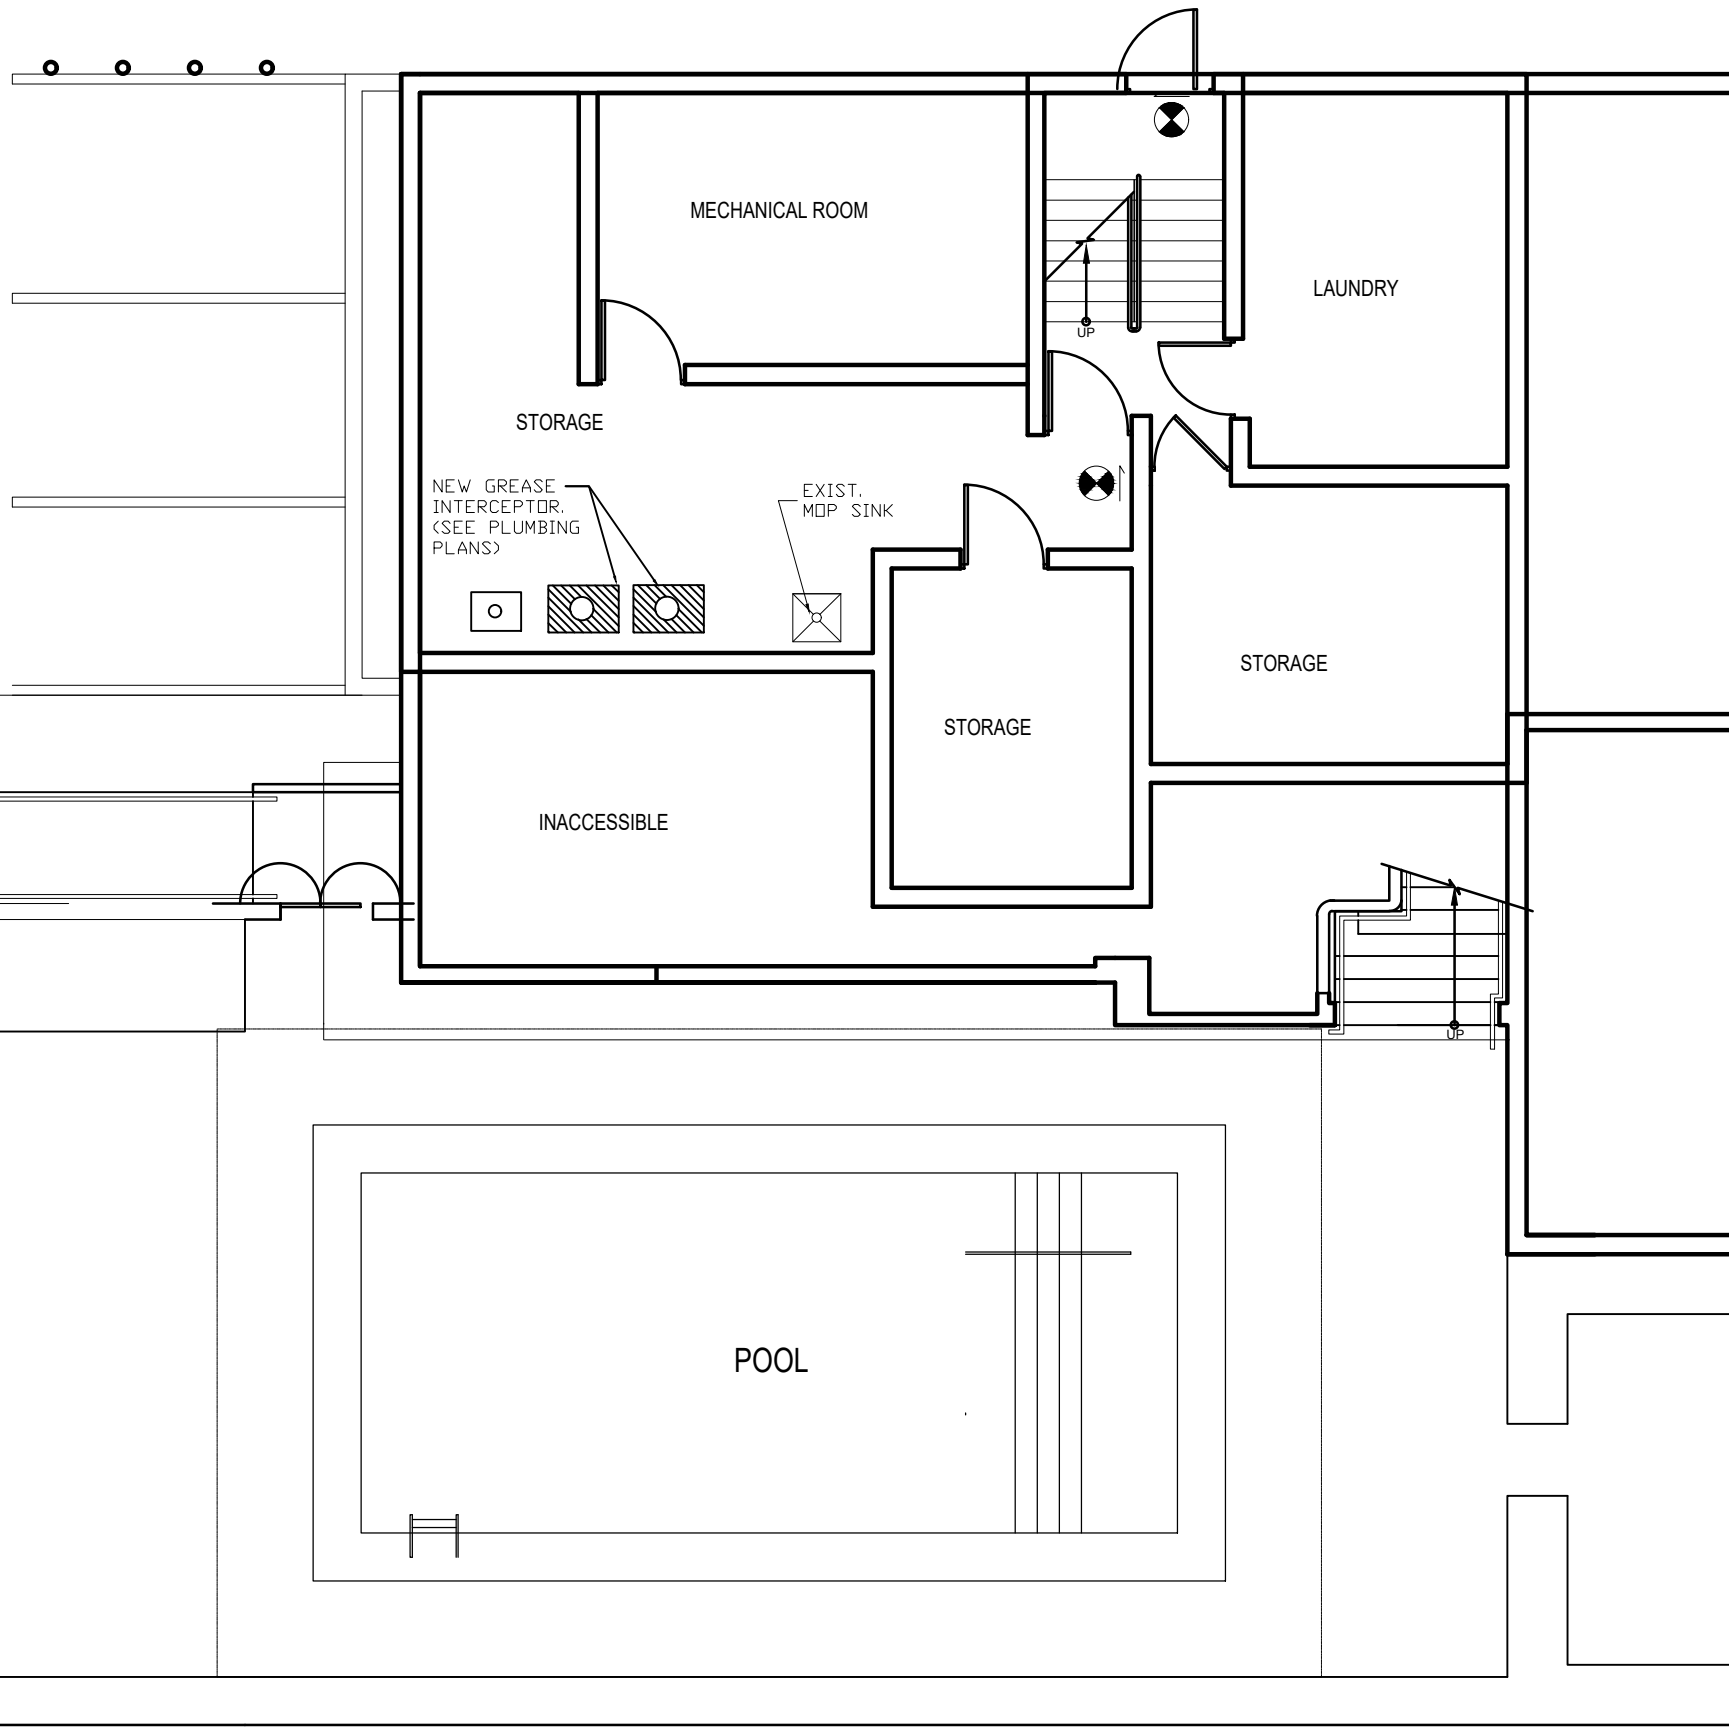 MECHANICAL ROOM
LAUNDRY
UP
STORAGE
NEW GREASE
INTERCEPTOR.
(SEE PLUMBING
PLANS)
EXIST.
MOP SINK
STORAGE
STORAGE
INACCESSIBLE
UP
POOL